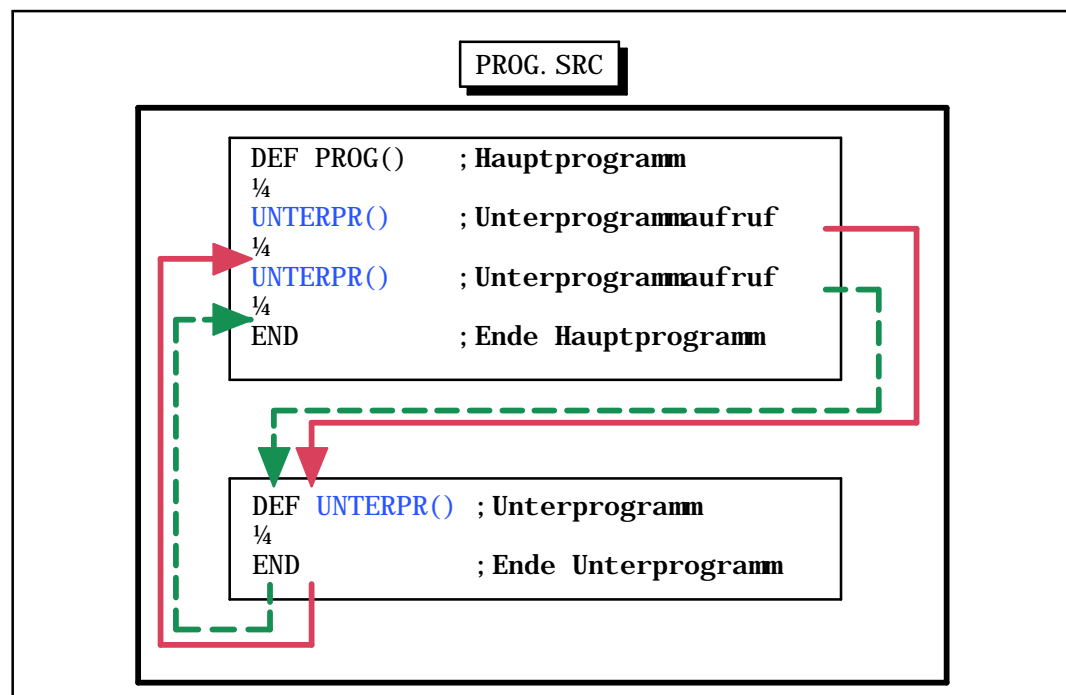 PROG.SRC
DEF PROG() ;Hauptprogramm
¼
UNTERPR() ;Unterprogrammaufruf
¼
UNTERPR() ;Unterprogrammaufruf
¼
END ;Ende Hauptprogramm
DEF UNTERPR() ;Unterprogramm
¼
END ;Ende Unterprogramm